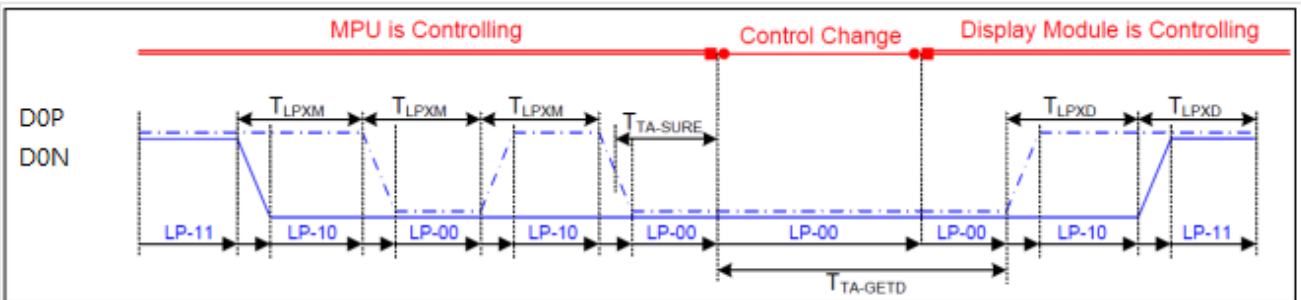 MPU is Controlling Control Change Display Module is Controlling
D0P TLPXM TLPXM TLPXM TTA-SURE TLPXD TLPXD
D0N
LP-11 LP-10 LP-00 LP-10 LP-00 LP-00 LP-00 LP-10 LP-11
TTA-GETD